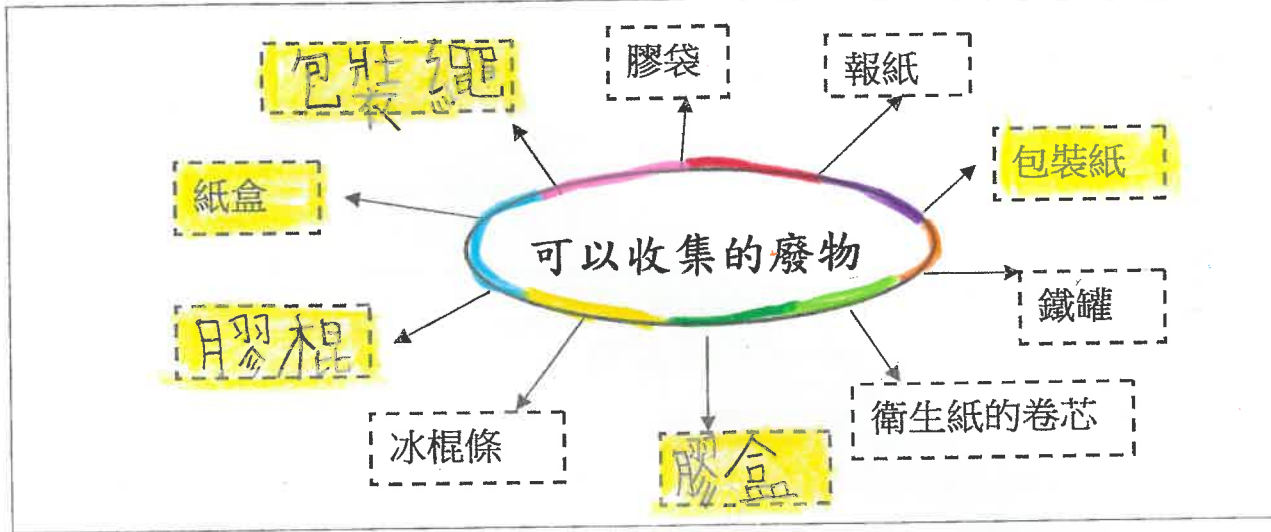 包裝繩
膠袋
報紙
包裝紙
紙盒
可以收集的廢物
鐵罐
膠棍
冰棍條
膠盒
衛生紙的卷芯